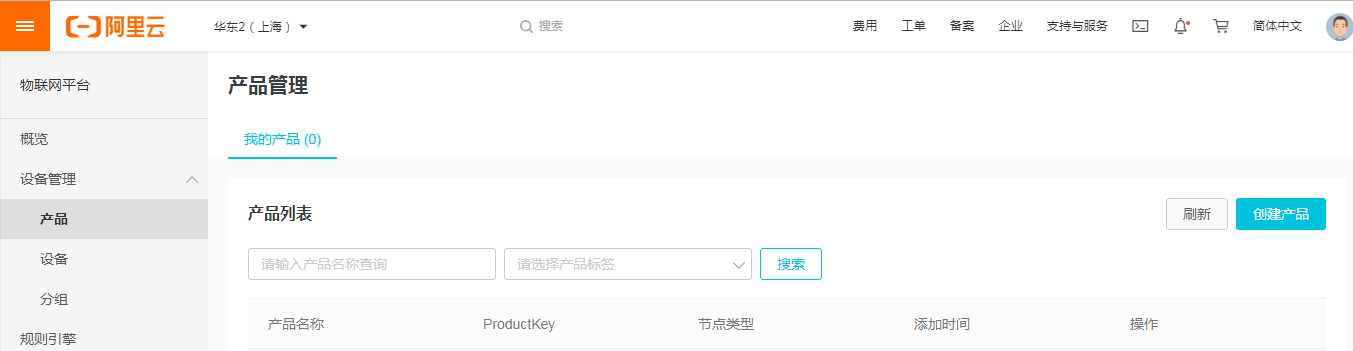 阿里云 华东2（上海） 搜索 费用 工单 备案 企业 支持与服务 简体中文
物联网平台
产品管理
概览
我的产品 (0)
设备管理
产品
产品列表
刷新 创建产品
设备
请输入产品名称查询 请选择产品标签 搜索
分组
产品名称 ProductKey 节点类型 添加时间 操作
规则引擎